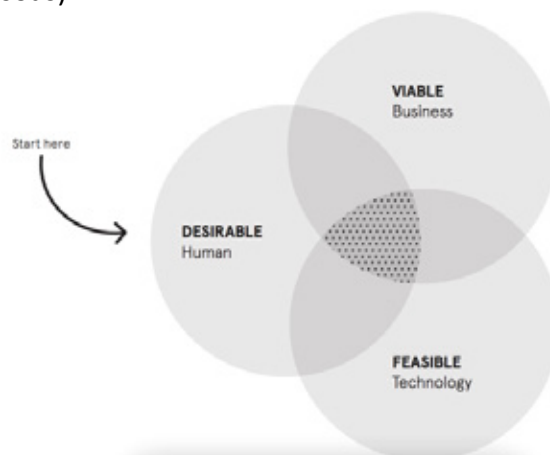 Start here
VIABLE
Business
DESIRABLE
Human
FEASIBLE
Technology